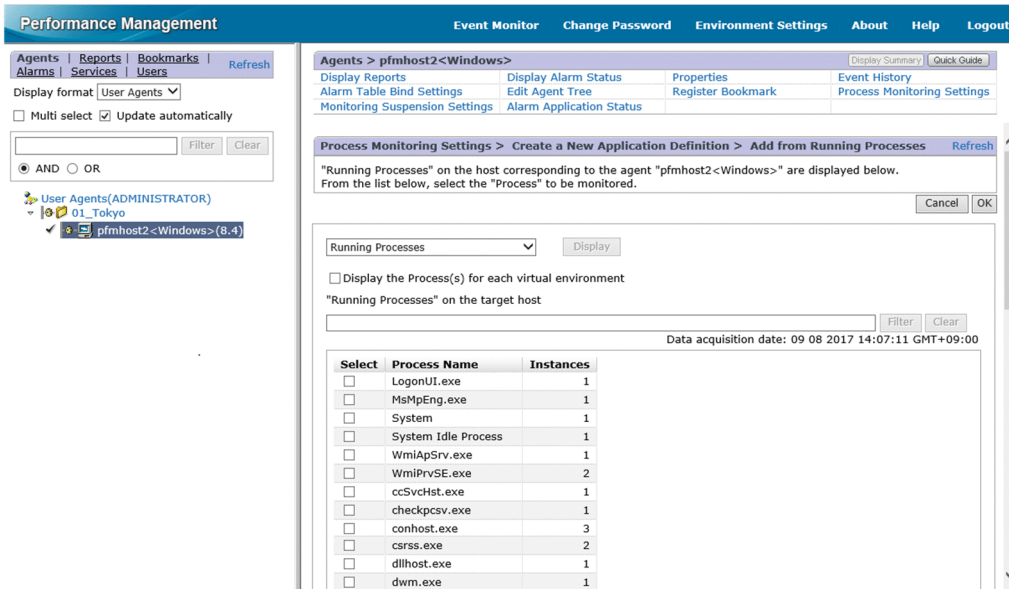 Performance Management
Event Monitor Change Password Environment Settings About Help Logout
Agents | Reports | Bookmarks |
Alarms | Services | Users
Refresh
Display format User Agents
Multi select Update automatically
Filter Clear
AND OR
User Agents(ADMINISTRATOR)
01_Tokyo
pfmhost2<Windows>(8.4)
Agents > pfmhost2<Windows>
Display Summary Quick Guide
Display Reports Display Alarm Status Properties Event History
Alarm Table Bind Settings Edit Agent Tree Register Bookmark Process Monitoring Settings
Monitoring Suspension Settings Alarm Application Status
Process Monitoring Settings > Create a New Application Definition > Add from Running Processes Refresh
"Running Processes" on the host corresponding to the agent "pfmhost2<Windows>" are displayed below.
From the list below, select the "Process" to be monitored.
Cancel OK
Running Processes Display
Display the Process(s) for each virtual environment
"Running Processes" on the target host
Filter Clear
Data acquisition date: 09 08 2017 14:07:11 GMT+09:00
Select Process Name Instances
LogonUI.exe 1
MsMpEng.exe 1
System 1
System Idle Process 1
WmiApSrv.exe 1
WmiPrvSE.exe 2
ccSvcHst.exe 1
checkpcsv.exe 1
conhost.exe 3
csrss.exe 2
dllhost.exe 1
dwm.exe 1